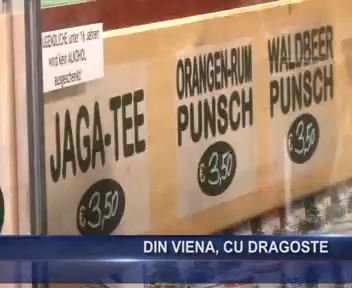 JUGENDLICHE unter 16 Jahren
wird kein ALKOHOL
ausgeschenkt!
JAGA-TEE
€ 3,50
ORANGEN-RUM
PUNSCH
€ 3,50
WALDBEER
PUNSCH
€ 3,50
DIN VIENA, CU DRAGOSTE